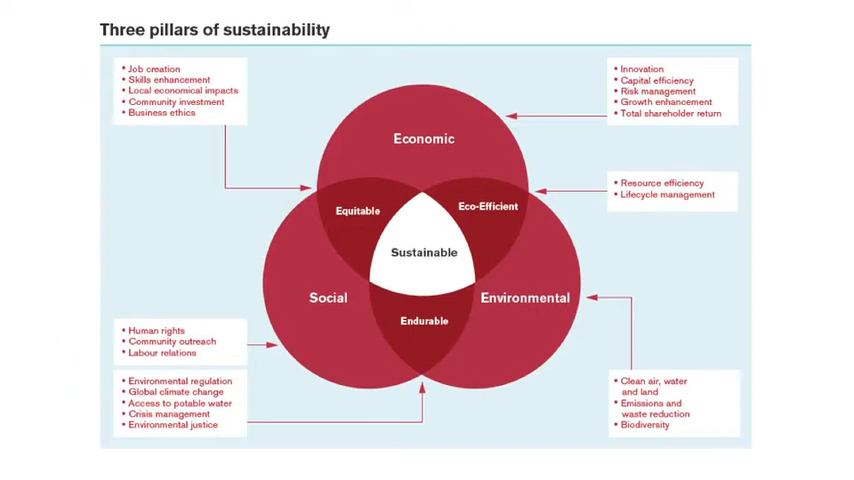 Three pillars of sustainability
• Job creation
• Skills enhancement
• Local economical impacts
• Community investment
• Business ethics
• Innovation
• Capital efficiency
• Risk management
• Growth enhancement
• Total shareholder return
Economic
• Resource efficiency
• Lifecycle management
Equitable
Eco-Efficient
Sustainable
Social
Environmental
Endurable
• Human rights
• Community outreach
• Labour relations
• Environmental regulation
• Global climate change
• Access to potable water
• Crisis management
• Environmental justice
• Clean air, water
and land
• Emissions and
waste reduction
• Biodiversity